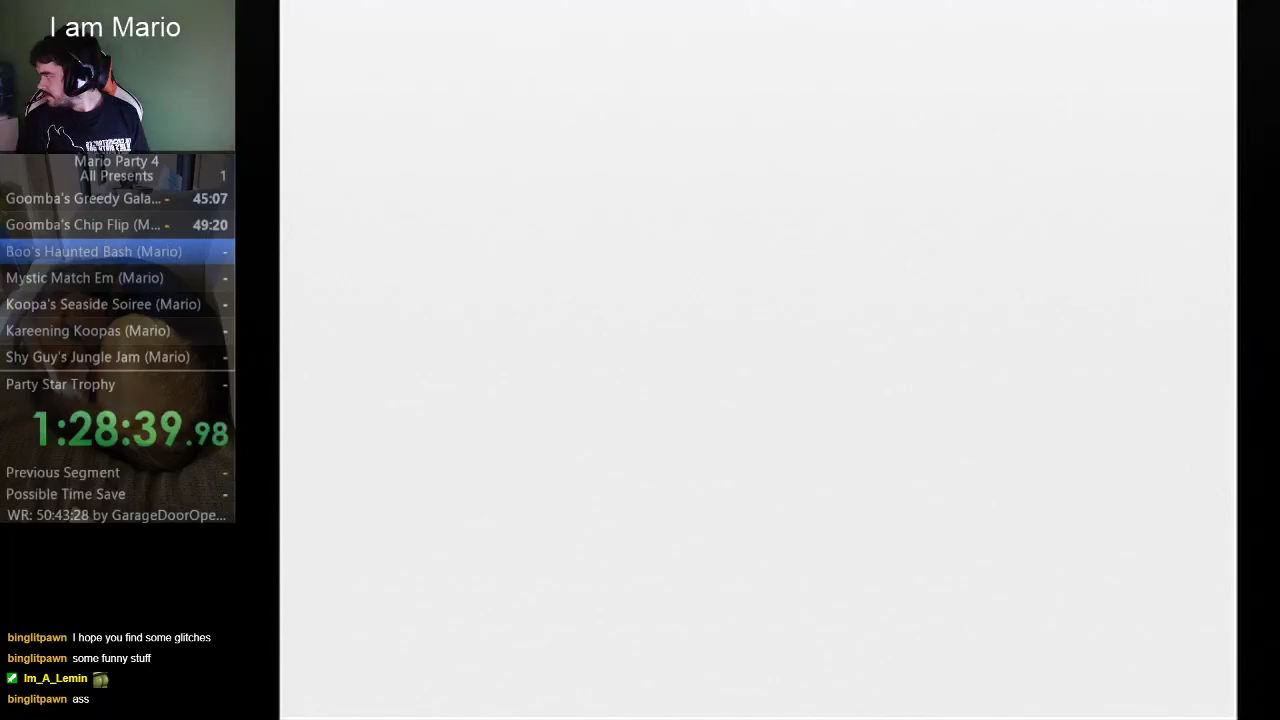 I am Mario
Mario Party 4
All Presents 1
Goomba's Greedy Gala... - 45:07
Goomba's Chip Flip (M... - 49:20
Boo's Haunted Bash (Mario) -
Mystic Match Em (Mario) -
Koopa's Seaside Soiree (Mario) -
Kareening Koopas (Mario) -
Shy Guy's Jungle Jam (Mario) -
Party Star Trophy -
1:28:39.98
Previous Segment -
Possible Time Save -
WR: 50:43:28 by GarageDoorOpe...
binglitpawn I hope you find some glitches
binglitpawn some funny stuff
Im_A_Lemin
binglitpawn ass